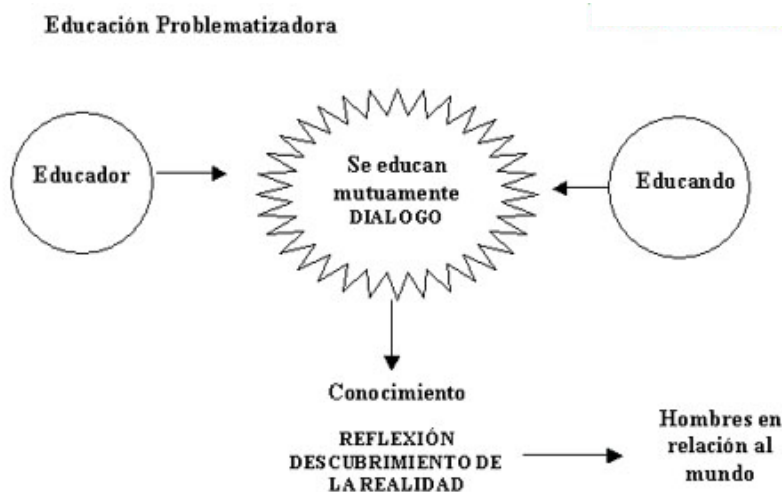 Educación Problematizadora
Educador
Se educan
mutuamente
DIALOGO
Educando
Conocimiento
REFLEXIÓN
DESCUBRIMIENTO DE
LA REALIDAD
Hombres en
relación al
mundo